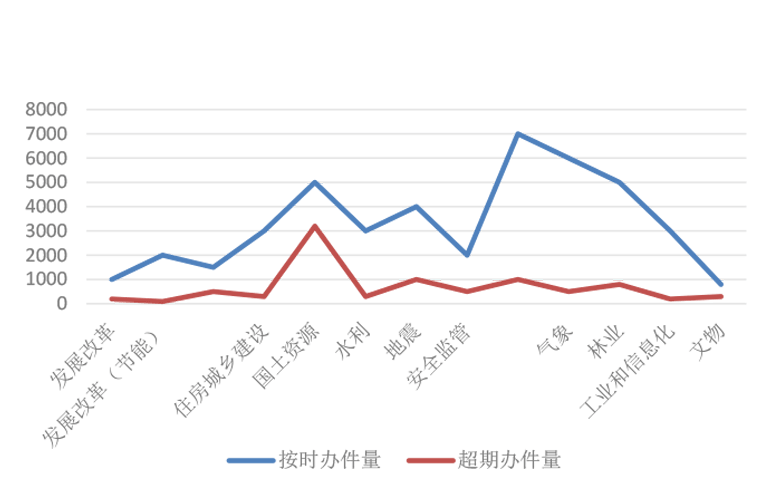 8000
7000
6000
5000
4000
3000
2000
1000
0
发展改革
发展改革（节能）
住房城乡建设
国土资源
水利
地震
安全监管
气象
林业
工业和信息化
文物
按时办件量
超期办件量